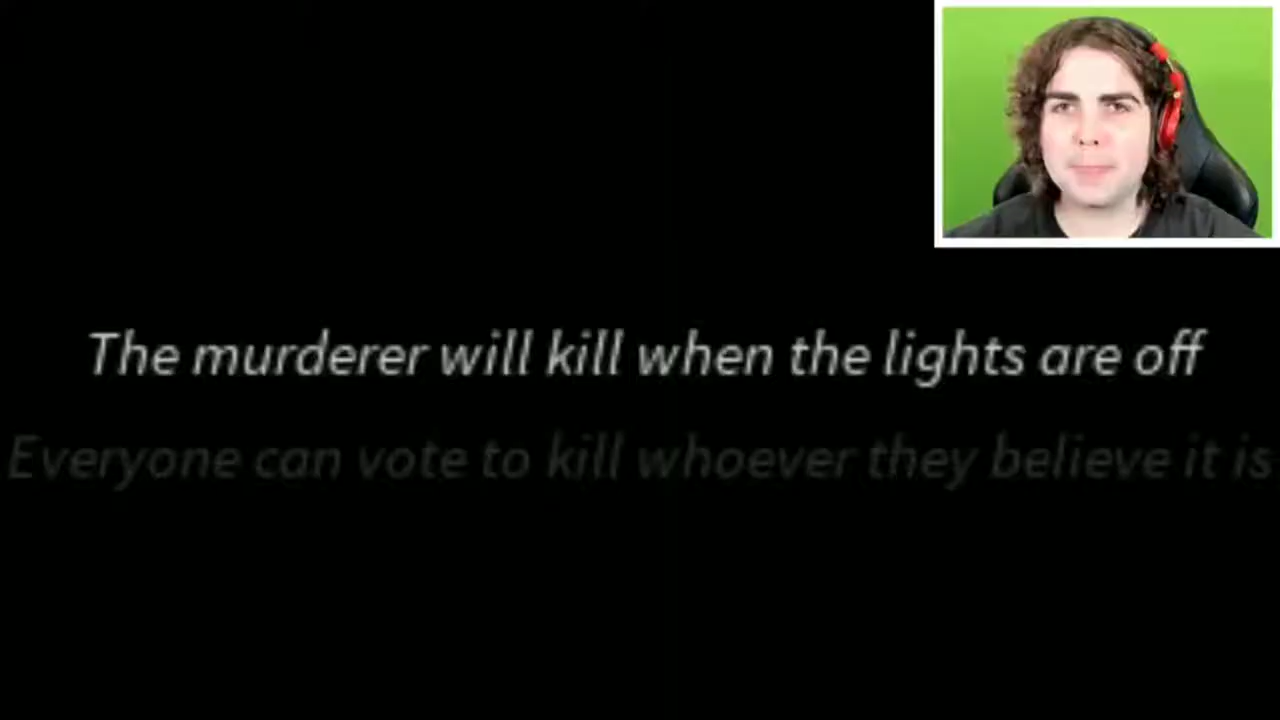 The murderer will kill when the lights are off
Everyone can vote to kill whoever they believe it is